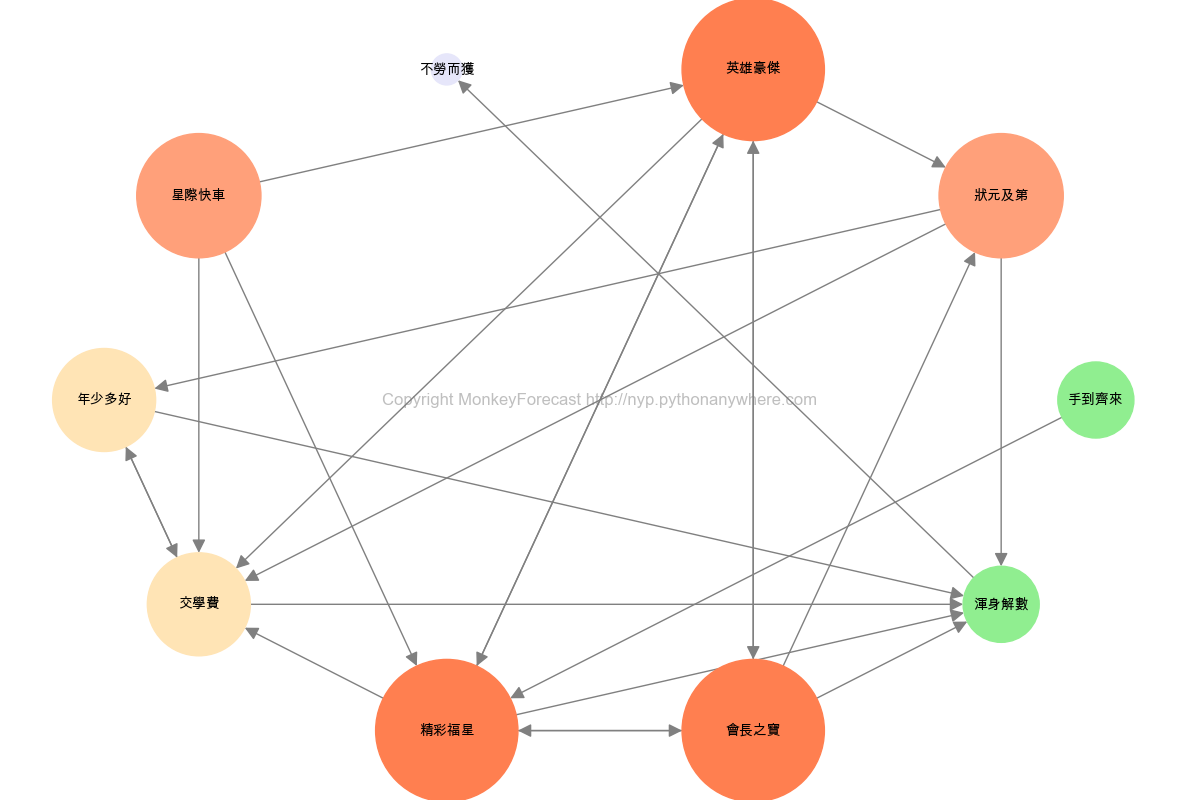 英雄豪傑
不勞而獲
星際快車
狀元及第
年少多好
Copyright MonkeyForecast http://nyp.pythonanywhere.com
手到齊來
交學費
渾身解數
精彩福星
會長之寶